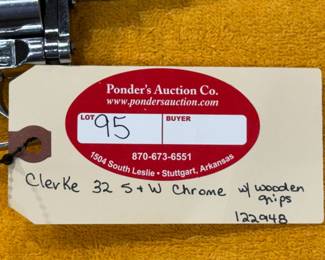 Ponder's Auction Co.
www.pondersauction.com
LOT 95 BUYER
870-673-6551
1504 South Leslie • Stuttgart, Arkansas
Clerke 32 S+W Chrome w/ wooden grips
122948